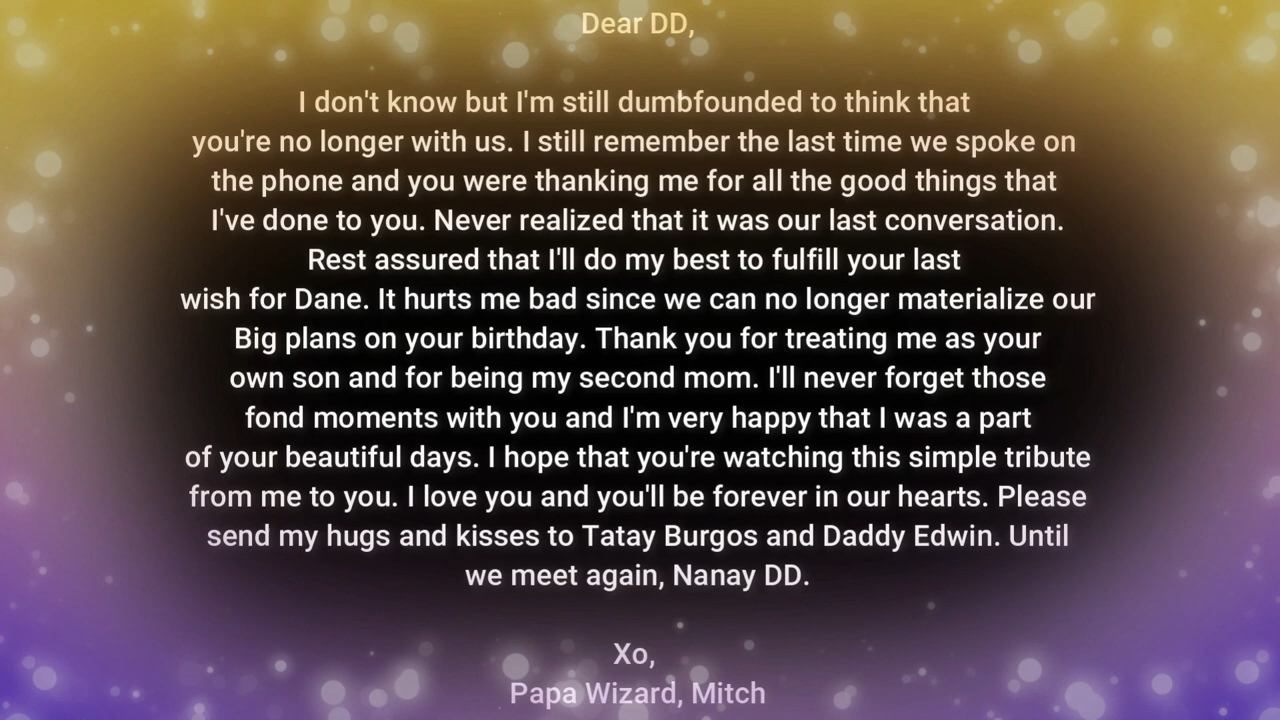 Dear DD,
I don't know but I'm still dumbfounded to think that
you're no longer with us. I still remember the last time we spoke on
the phone and you were thanking me for all the good things that
I've done to you. Never realized that it was our last conversation.
Rest assured that I'll do my best to fulfill your last
wish for Dane. It hurts me bad since we can no longer materialize our
Big plans on your birthday. Thank you for treating me as your
own son and for being my second mom. I'll never forget those
fond moments with you and I'm very happy that I was a part
of your beautiful days. I hope that you're watching this simple tribute
from me to you. I love you and you'll be forever in our hearts. Please
send my hugs and kisses to Tatay Burgos and Daddy Edwin. Until
we meet again, Nanay DD.
Xo,
Papa Wizard, Mitch